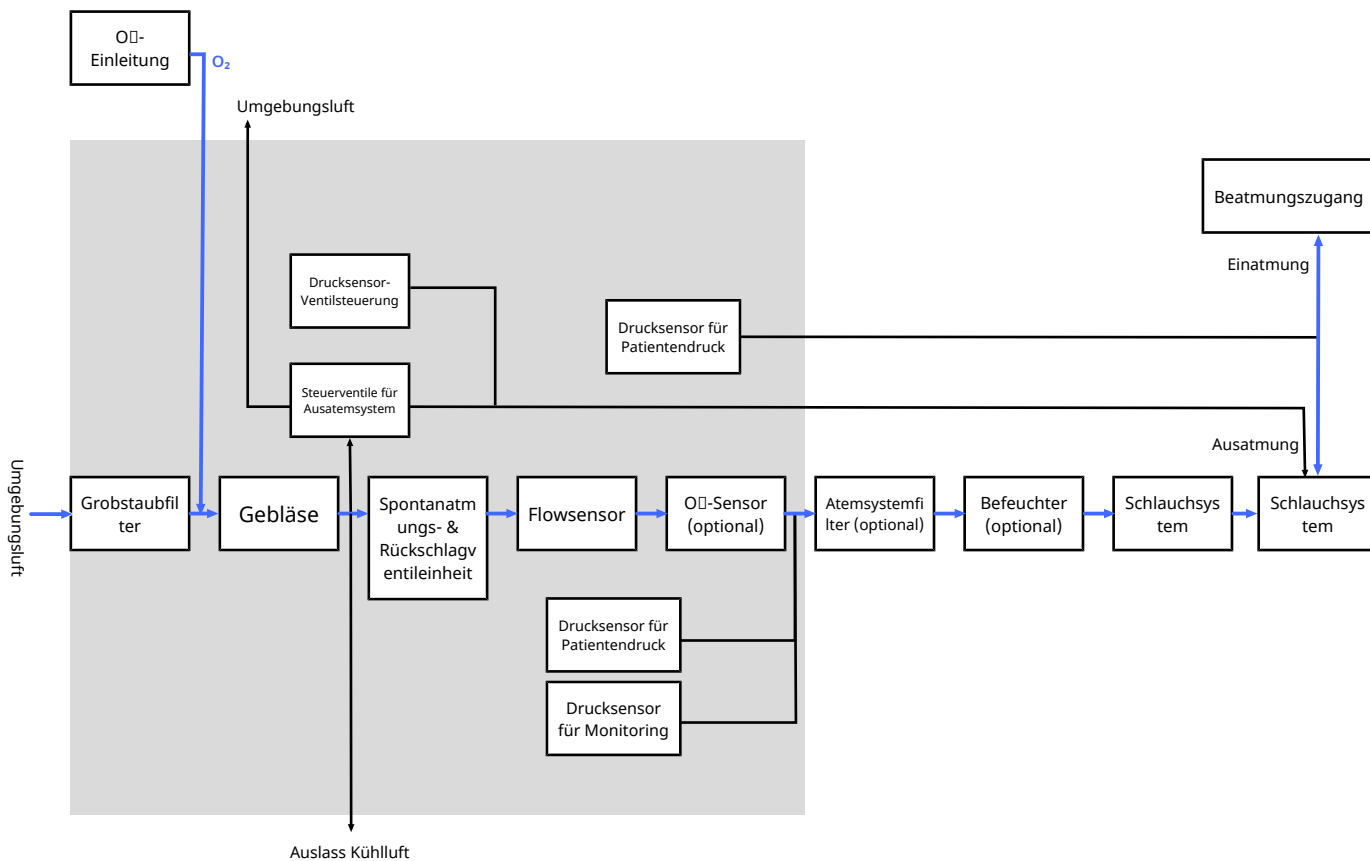 O▯-
Einleitung
O₂
Umgebungsluft
Beatmungszugang
Einatmung
Drucksensor-
Ventilsteuerung
Drucksensor für
Patientendruck
Steuerventile für
Ausatemsystem
Ausatmung
Umgebungsluft
Grobstaubfil
ter
Gebläse
Spontanatm
ungs- &
Rückschlagv
entileinheit
Flowsensor
O▯-Sensor
(optional)
Atemsystemfi
lter (optional)
Befeuchter
(optional)
Schlauchsys
tem
Schlauchsys
tem
Drucksensor für
Patientendruck
Drucksensor
für Monitoring
Auslass Kühlluft